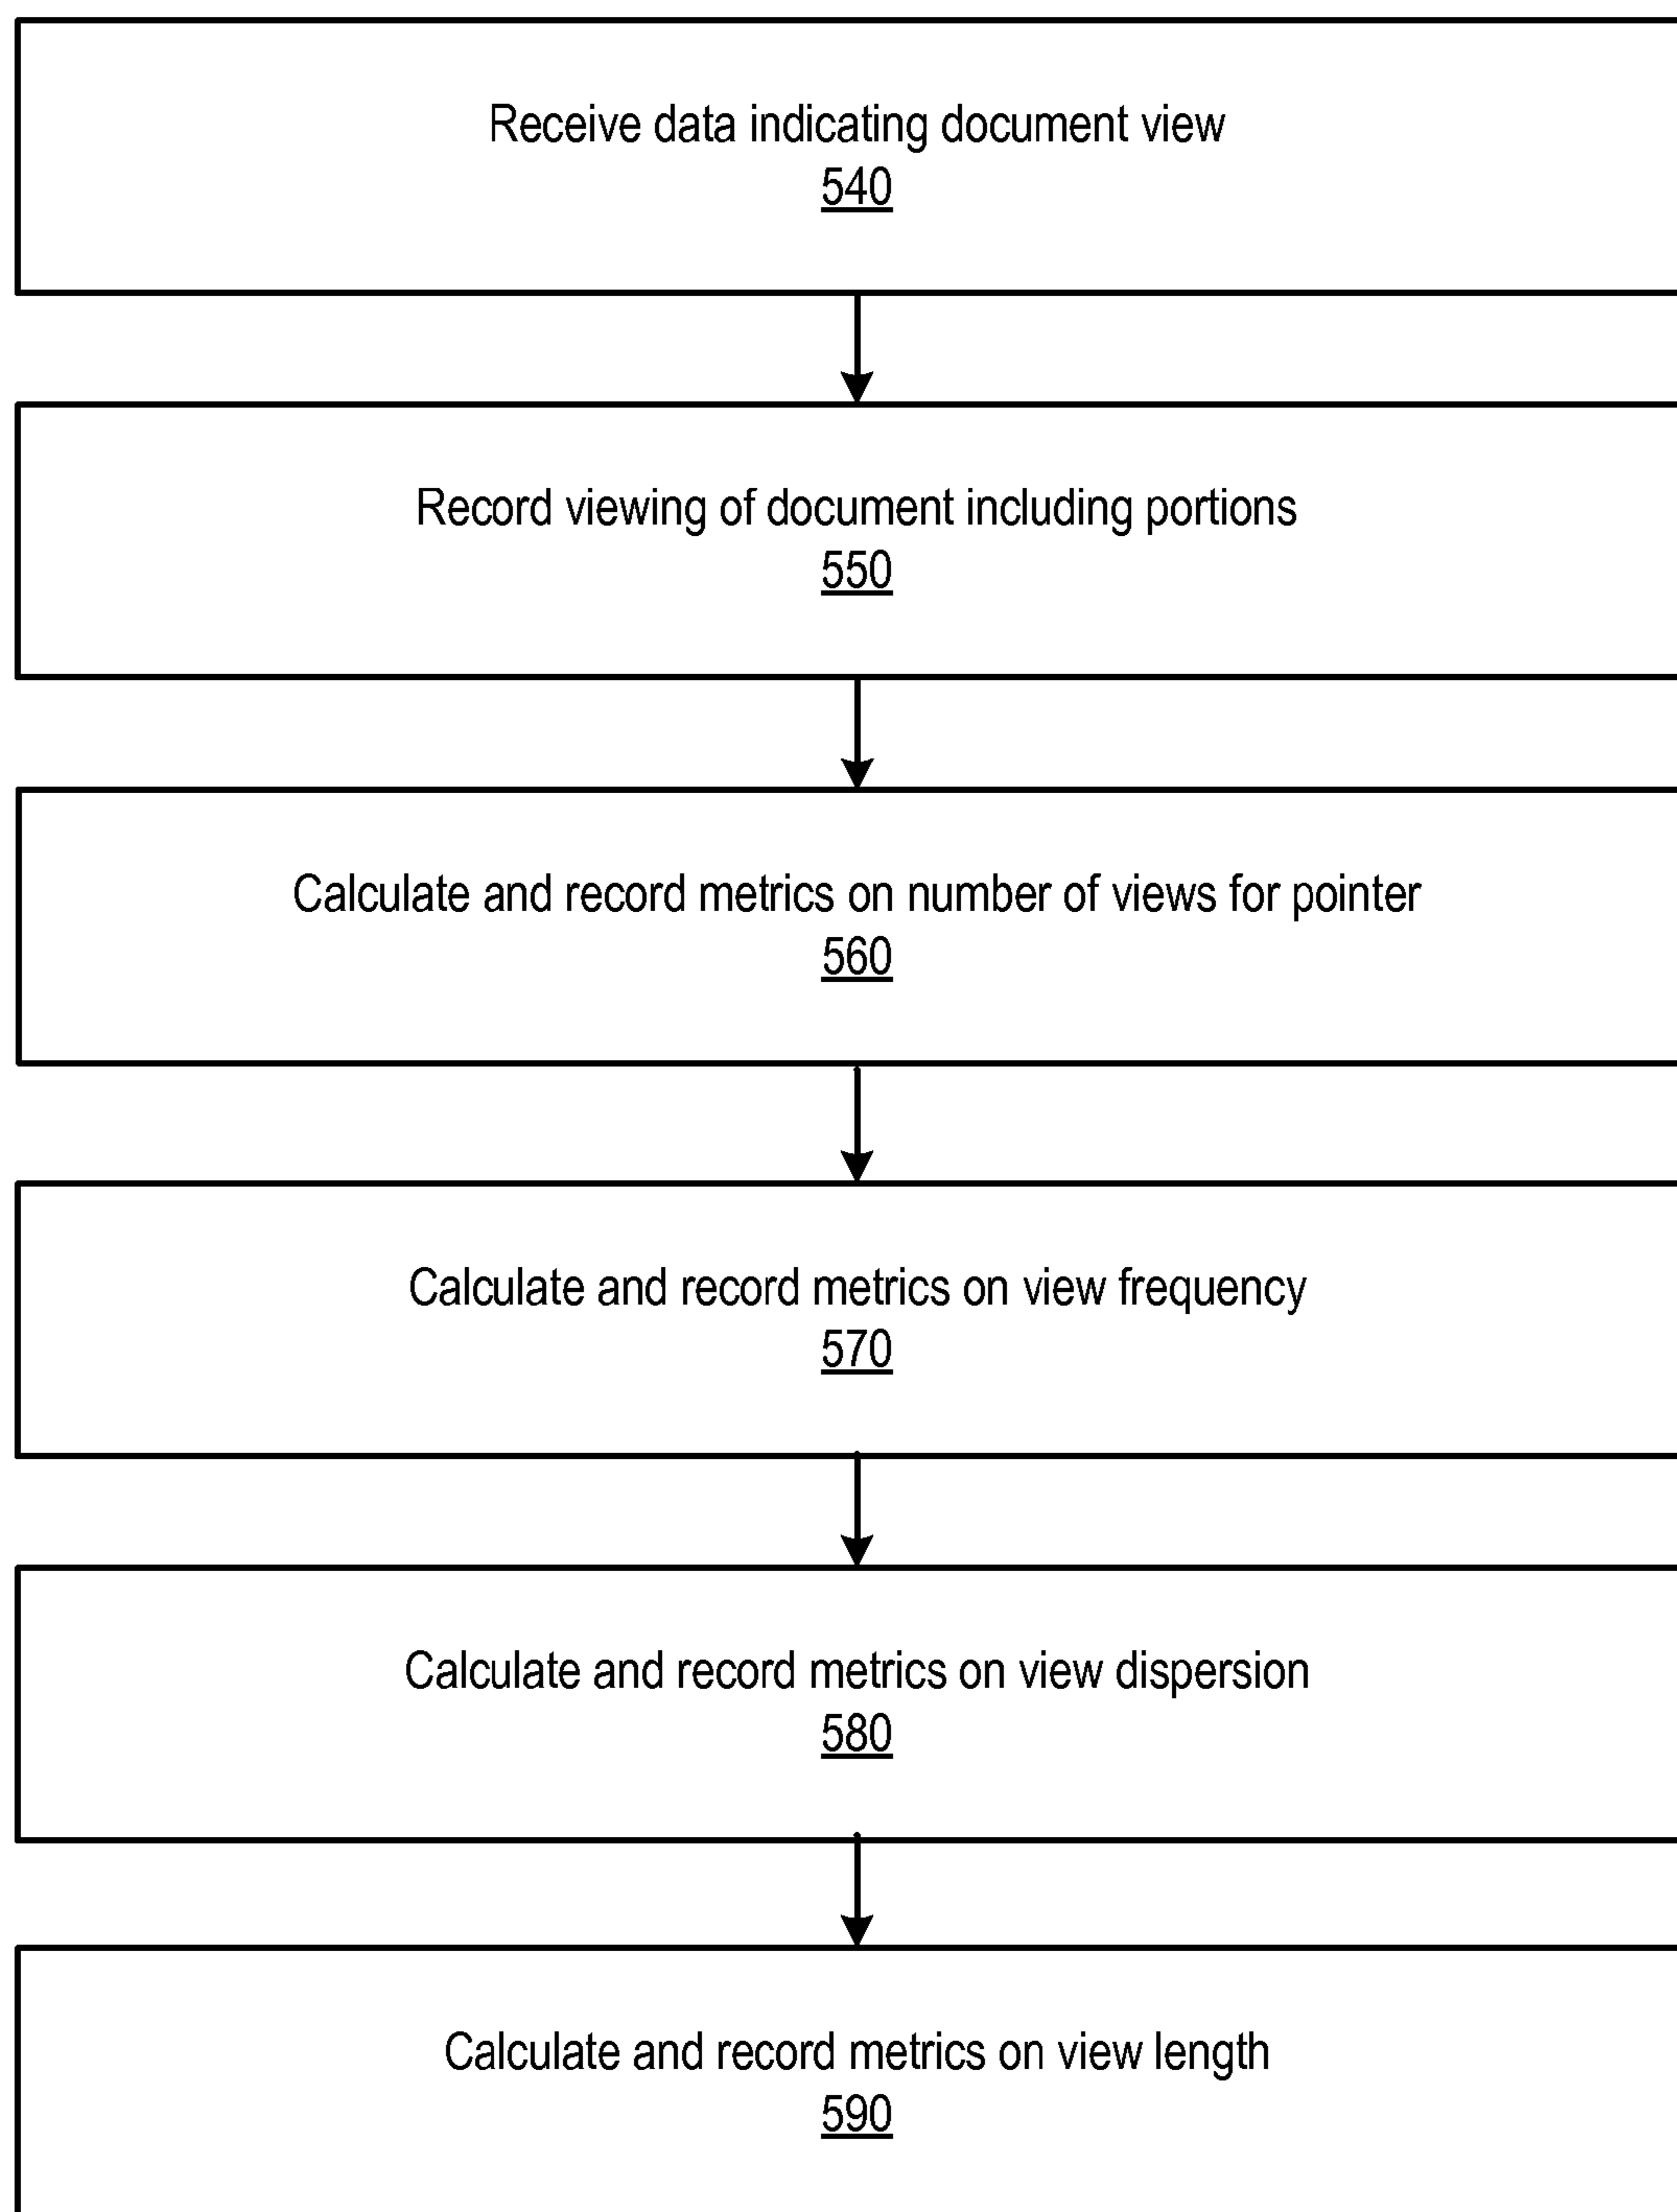 Receive data indicating document view
540
Record viewing of document including portions
550
Calculate and record metrics on number of views for pointer
560
Calculate and record metrics on view frequency
570
Calculate and record metrics on view dispersion
580
Calculate and record metrics on view length
590